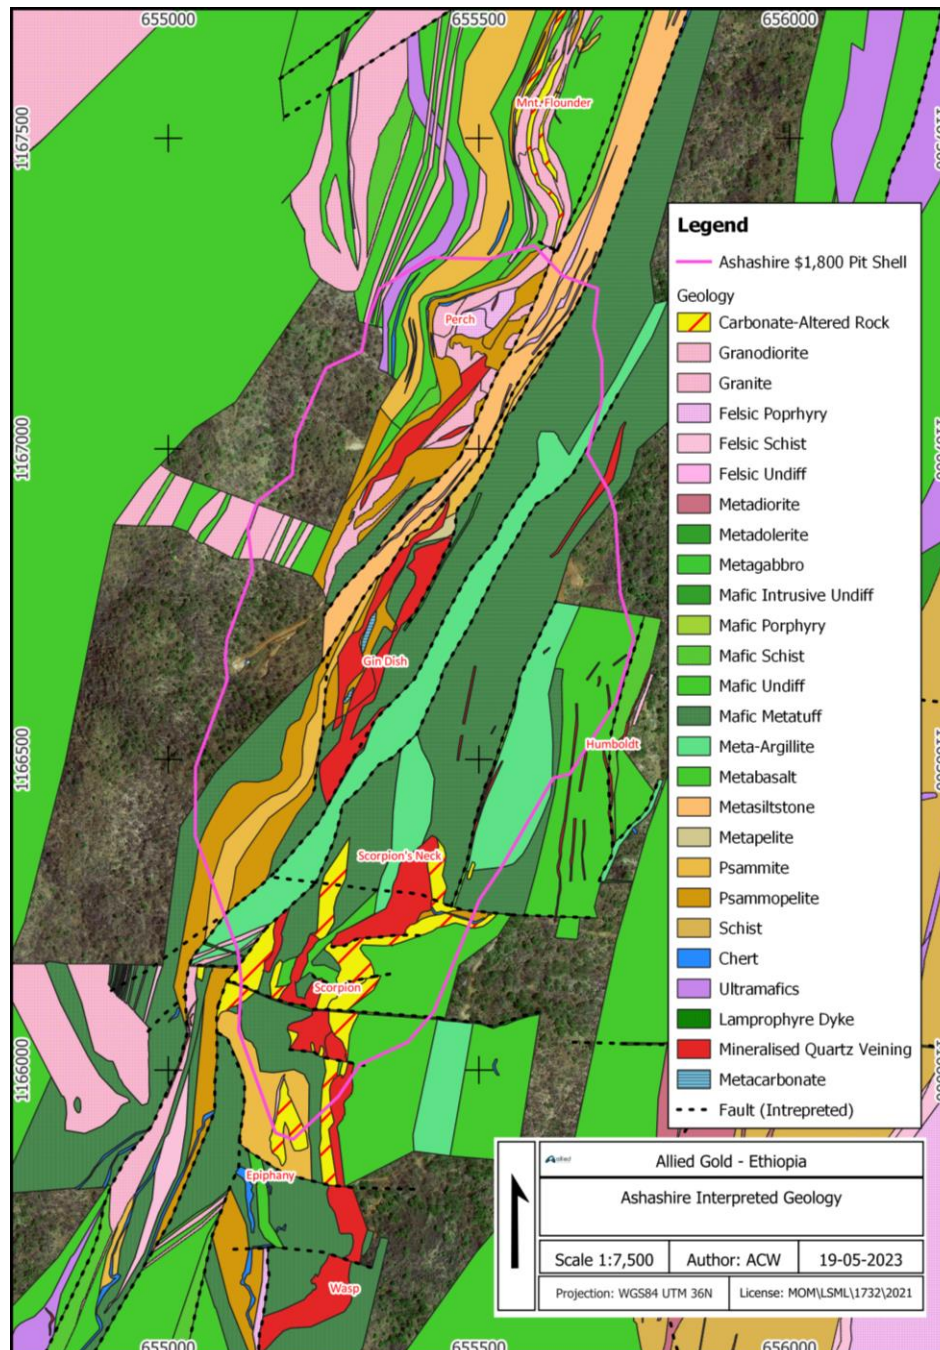 655000
655500
656000
1167500
Mnt. Flounder
Legend
Ashashire $1,800 Pit Shell
Geology
Carbonate-Altered Rock
Granodiorite
Granite
Felsic Poprhyry
Felsic Schist
Felsic Undiff
Metadiorite
Metadolerite
Metagabbro
Mafic Intrusive Undiff
Mafic Porphyry
Mafic Schist
Mafic Undiff
Mafic Metatuff
Meta-Argillite
Metabasalt
Metasiltstone
Metapelite
Psammite
Psammopelite
Schist
Chert
Ultramafics
Lamprophyre Dyke
Mineralised Quartz Veining
Metacarbonate
Fault (Intrepreted)
Perch
1167000
Gin Dish
Humboldt
1166500
Scorpion's Neck
Scorpion
1166000
Epiphany
Wasp
allied
Allied Gold - Ethiopia
Ashashire Interpreted Geology
Scale 1:7,500
Author: ACW
19-05-2023
Projection: WGS84 UTM 36N
License: MOM\LSML\1732\2021
655000
655500
656000